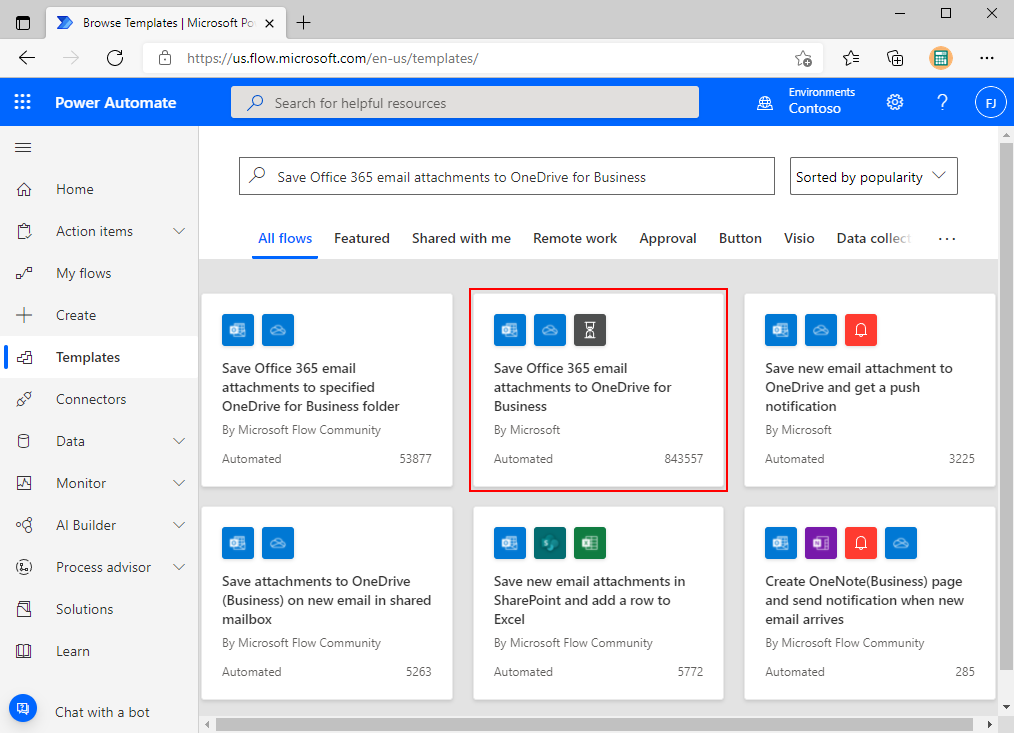 Browse Templates | Microsoft Po
https://us.flow.microsoft.com/en-us/templates/
Power Automate
Search for helpful resources
Environments
Contoso
?
FJ
Home
Action items
My flows
Create
Templates
Connectors
Data
Monitor
AI Builder
Process advisor
Solutions
Learn
Chat with a bot
Save Office 365 email attachments to OneDrive for Business
Sorted by popularity
All flows Featured Shared with me Remote work Approval Button Visio Data collect ...
Save Office 365 email
attachments to specified
OneDrive for Business folder
By Microsoft Flow Community
Automated 53877
Save Office 365 email
attachments to OneDrive for
Business
By Microsoft
Automated 843557
Save new email attachment to
OneDrive and get a push
notification
By Microsoft
Automated 3225
Save attachments to OneDrive
(Business) on new email in shared
mailbox
By Microsoft Flow Community
Automated 5263
Save new email attachments in
SharePoint and add a row to
Excel
By Microsoft Flow Community
Automated 5772
Create OneNote(Business) page
and send notification when new
email arrives
By Microsoft Flow Community
Automated 285